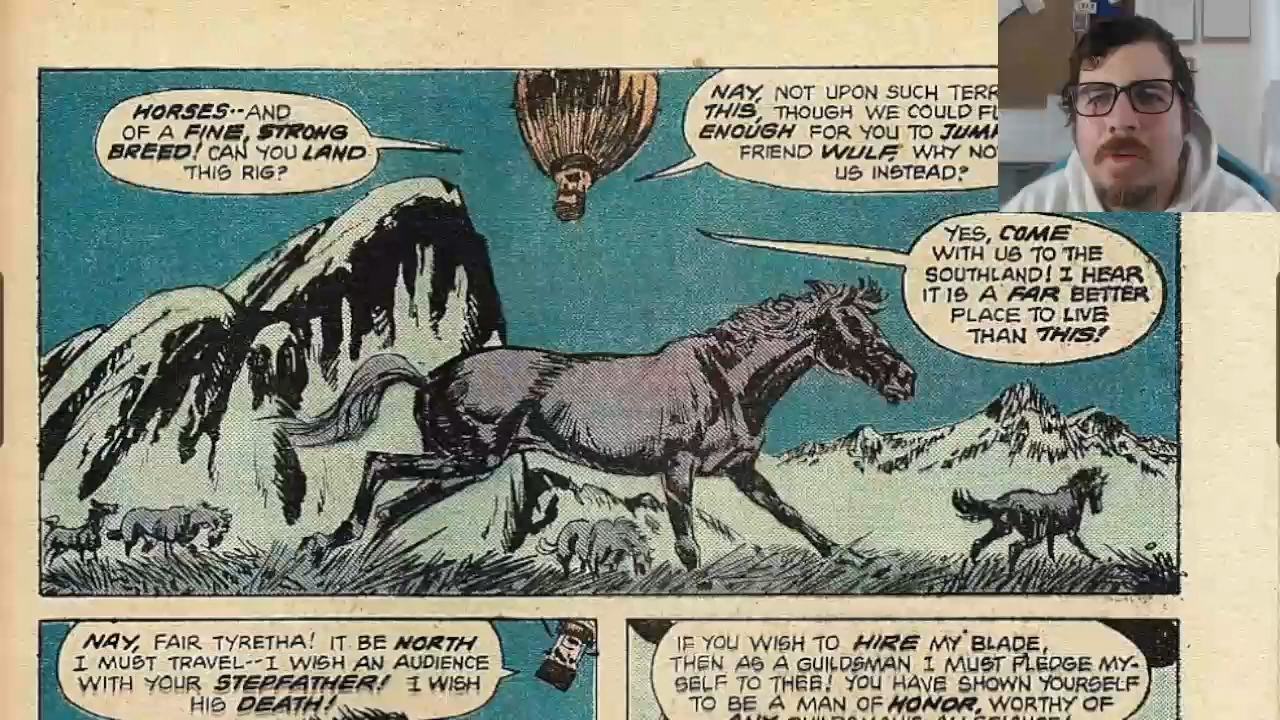 HORSES--AND
OF A FINE, STRONG
BREED! CAN YOU LAND
THIS RIG?
NAY, NOT UPON SUCH
THIS, THOUGH WE COULD
ENOUGH FOR YOU TO
FRIEND WULF. WHY
US INSTEAD?
YES, COME
WITH US TO THE
SOUTHLAND! I HEAR
IT IS A FAR BETTER
PLACE TO LIVE
THAN THIS!
NAY, FAIR TYRETHA! IT BE NORTH
I MUST TRAVEL--I WISH AN AUDIENCE
WITH YOUR STEPFATHER! I WISH
HIS DEATH!
IF YOU WISH TO HIRE MY BLADE,
THEN AS A GUILDSMAN I MUST PLEDGE MY-
SELF TO THEE! YOU HAVE SHOWN YOURSELF
TO BE A MAN OF HONOR, WORTHY OF